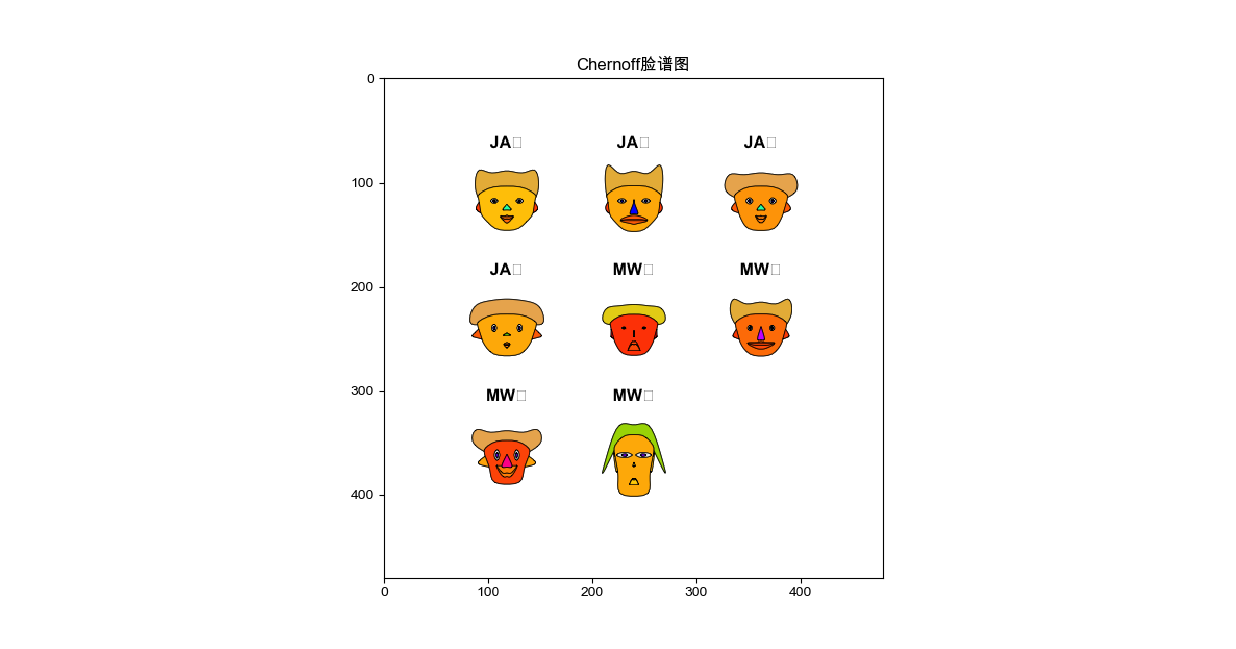 Chernoff脸谱图
0
JA□ JA□ JA□
100
200
JA□ MW□ MW□
300
MW□ MW□
400
0 100 200 300 400